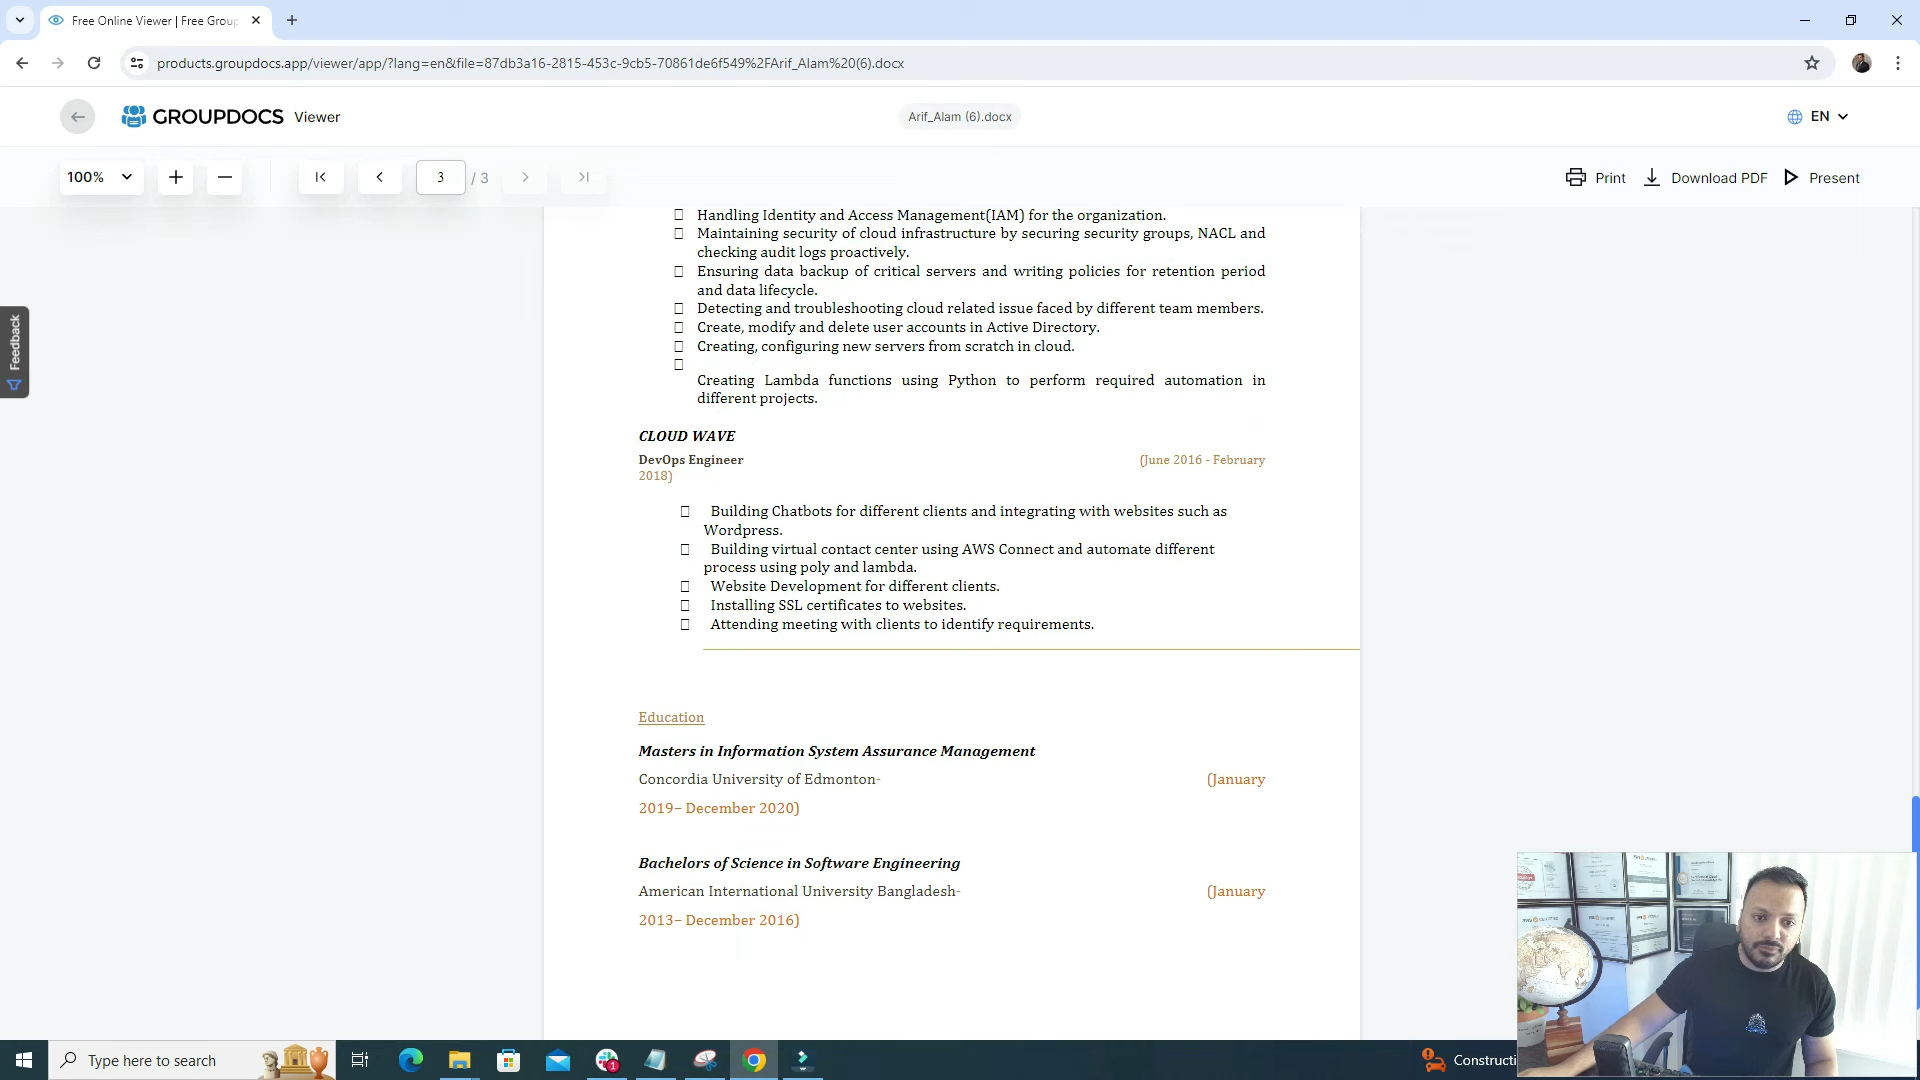 Free Online Viewer | Free Group
products.groupdocs.app/viewer/app/?lang=en&file=87db3a16-2815-453c-9cb5-70861de6f549%2FArif_Alam%20(6).docx
GROUPDOCS Viewer
Arif_Alam (6).docx
EN
100%
3 / 3
Print
Download PDF
Present
Feedback
Handling Identity and Access Management(IAM) for the organization.
Maintaining security of cloud infrastructure by securing security groups, NACL and
checking audit logs proactively.
Ensuring data backup of critical servers and writing policies for retention period
and data lifecycle.
Detecting and troubleshooting cloud related issue faced by different team members.
Create, modify and delete user accounts in Active Directory.
Creating, configuring new servers from scratch in cloud.
Creating Lambda functions using Python to perform required automation in
different projects.
CLOUD WAVE
DevOps Engineer (June 2016 - February
2018)
Building Chatbots for different clients and integrating with websites such as
Wordpress.
Building virtual contact center using AWS Connect and automate different
process using poly and lambda.
Website Development for different clients.
Installing SSL certificates to websites.
Attending meeting with clients to identify requirements.
Education
Masters in Information System Assurance Management
Concordia University of Edmonton- (January
2019– December 2020)
Bachelors of Science in Software Engineering
American International University Bangladesh- (January
2013– December 2016)
Type here to search
1
Constructi